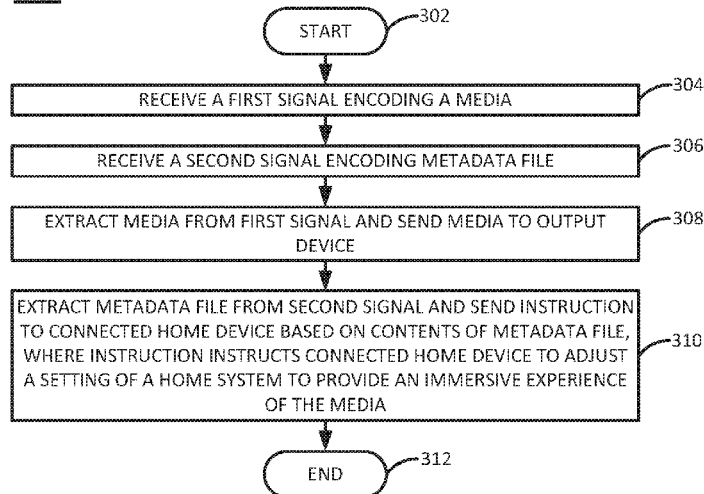 START
302
RECEIVE A FIRST SIGNAL ENCODING A MEDIA
304
RECEIVE A SECOND SIGNAL ENCODING METADATA FILE
306
EXTRACT MEDIA FROM FIRST SIGNAL AND SEND MEDIA TO OUTPUT
DEVICE
308
EXTRACT METADATA FILE FROM SECOND SIGNAL AND SEND INSTRUCTION
TO CONNECTED HOME DEVICE BASED ON CONTENTS OF METADATA FILE,
WHERE INSTRUCTION INSTRUCTS CONNECTED HOME DEVICE TO ADJUST
A SETTING OF A HOME SYSTEM TO PROVIDE AN IMMERSIVE EXPERIENCE
OF THE MEDIA
310
END
312